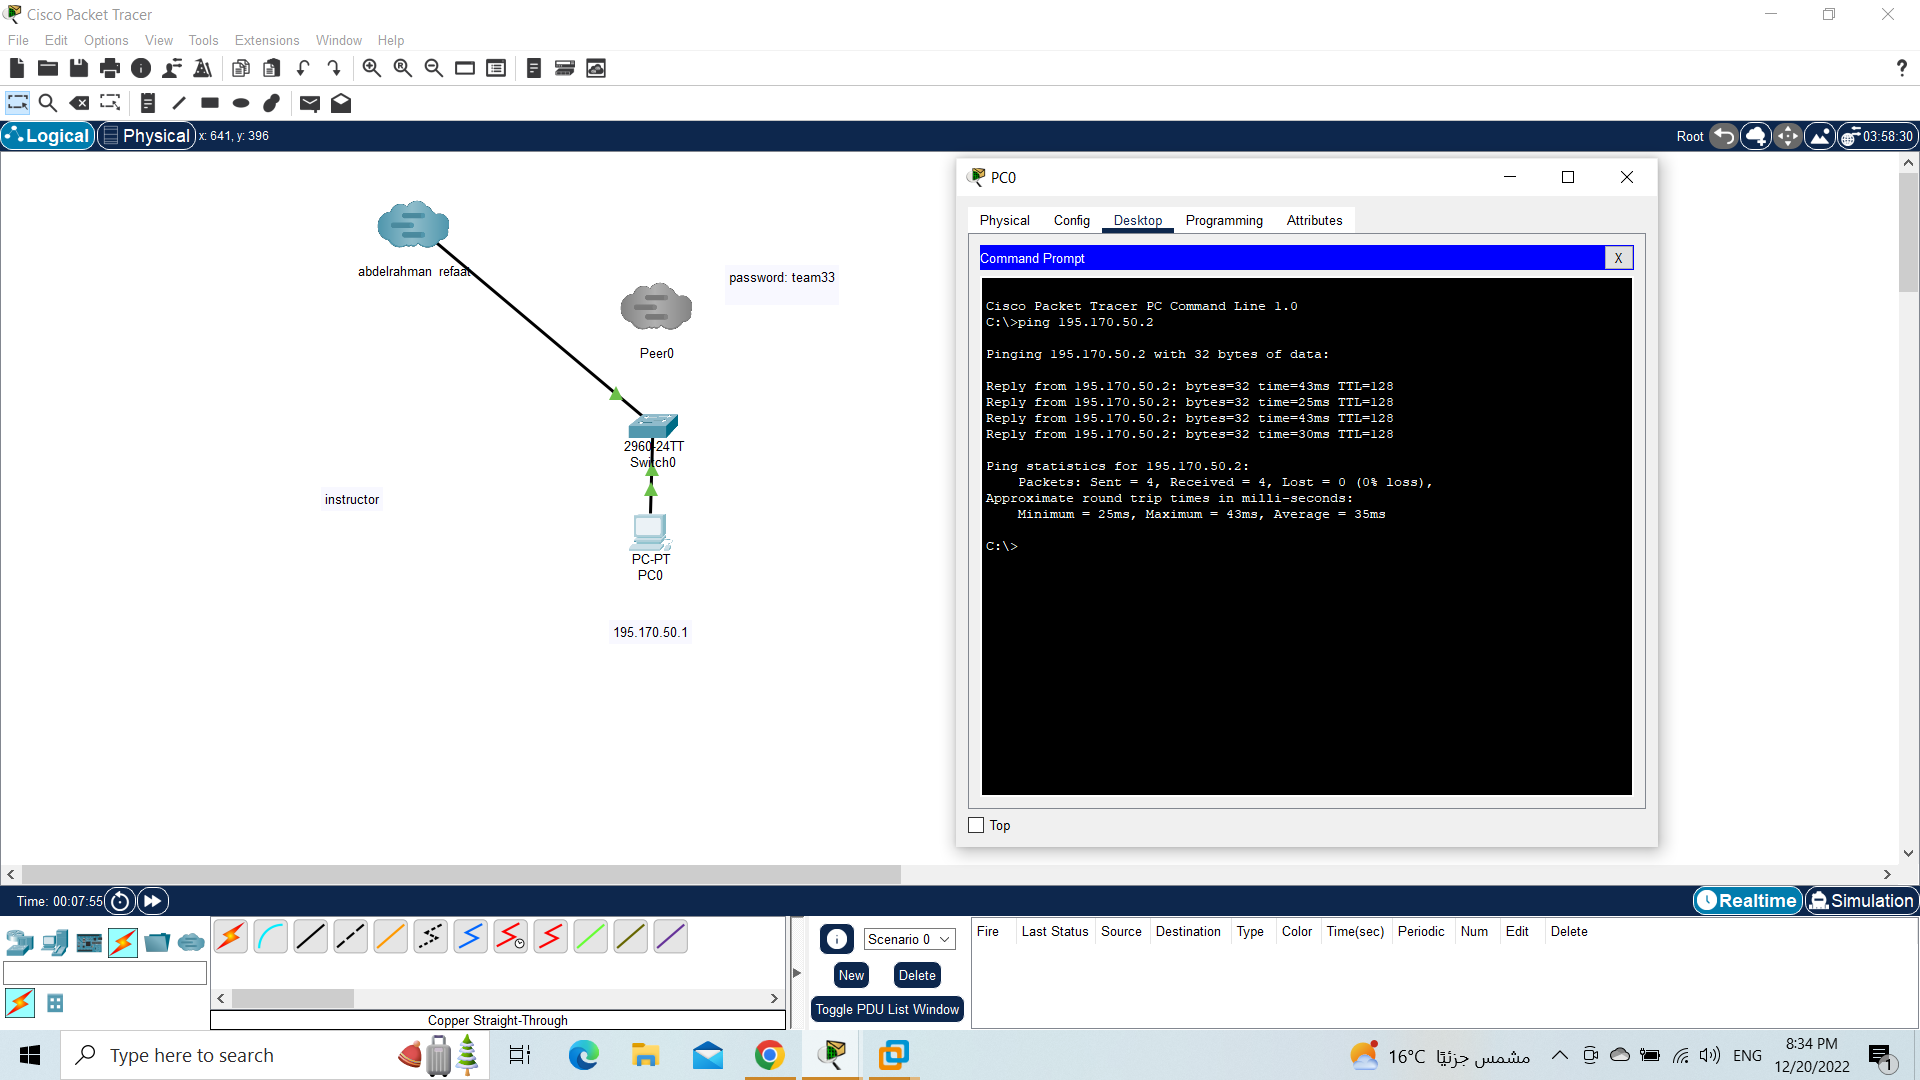 Cisco Packet Tracer
File Edit Options View Tools Extensions Window Help
?
Logical Physical x: 641, y: 396 Root 03:58:30
abdelrahman refaat
password: team33
Peer0
2960-24TT
Switch0
instructor
PC-PT
PC0
195.170.50.1
PC0
Physical Config Desktop Programming Attributes
Command Prompt X
Cisco Packet Tracer PC Command Line 1.0
C:\>ping 195.170.50.2
Pinging 195.170.50.2 with 32 bytes of data:
Reply from 195.170.50.2: bytes=32 time=43ms TTL=128
Reply from 195.170.50.2: bytes=32 time=25ms TTL=128
Reply from 195.170.50.2: bytes=32 time=43ms TTL=128
Reply from 195.170.50.2: bytes=32 time=30ms TTL=128
Ping statistics for 195.170.50.2:
Packets: Sent = 4, Received = 4, Lost = 0 (0% loss),
Approximate round trip times in milli-seconds:
Minimum = 25ms, Maximum = 43ms, Average = 35ms
C:\>
Top
Time: 00:07:55 Realtime Simulation
Scenario 0
New Delete
Toggle PDU List Window
Fire Last Status Source Destination Type Color Time(sec) Periodic Num Edit Delete
Copper Straight-Through
Type here to search
16°C مشمس جزئيًا
ENG
8:34 PM
12/20/2022
1